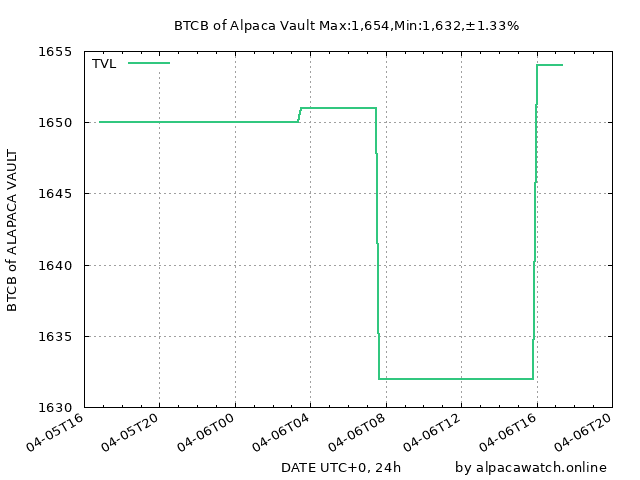 BTCB of Alpaca Vault Max:1,654,Min:1,632,±1.33%
TVL
BTCB of ALAPACA VAULT
1655
1650
1645
1640
1635
1630
04-05T16
04-05T20
04-06T00
04-06T04
04-06T08
04-06T12
04-06T16
04-06T20
DATE UTC+0, 24h
by alpacawatch.online